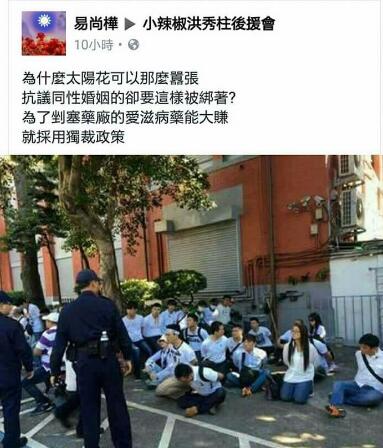 易尚樺 ▶ 小辣椒洪秀柱後援會
10小時 ·
為什麼太陽花可以那麼囂張
抗議同性婚姻的卻要這樣被綁著?
為了剉塞藥廠的愛滋病藥能大賺
就採用獨裁政策